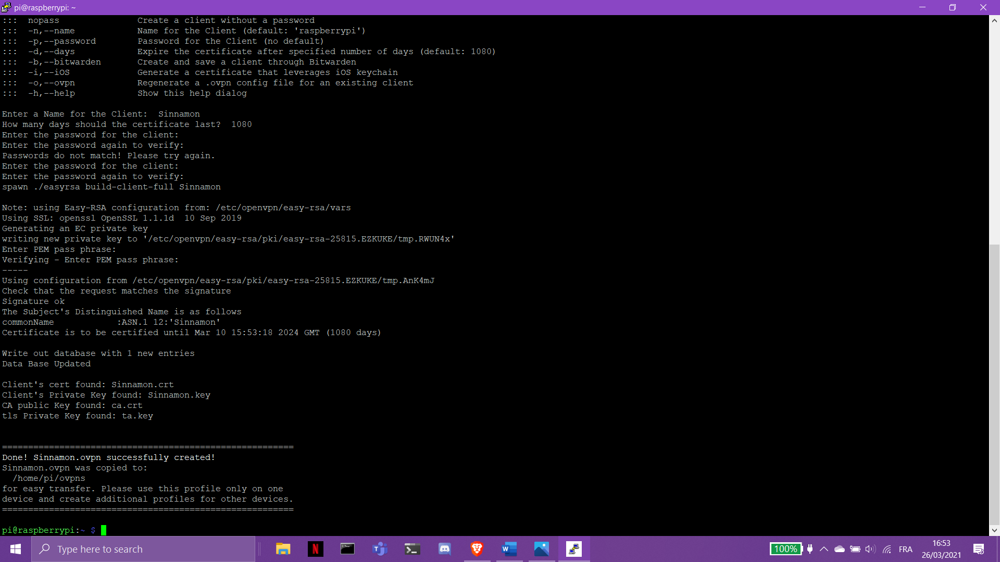 pi@raspberrypi: ~
:::  nopass               Create a client without a password
:::  -n,--name            Name for the Client (default: 'raspberrypi')
:::  -p,--password        Password for the Client (no default)
:::  -d,--days            Expire the certificate after specified number of days (default: 1080)
:::  -b,--bitwarden       Create and save a client through Bitwarden
:::  -i,--iOS             Generate a certificate that leverages iOS keychain
:::  -o,--ovpn            Regenerate a .ovpn config file for an existing client
:::  -h,--help            Show this help dialog
Enter a Name for the Client:  Sinnamon
How many days should the certificate last?  1080
Enter the password for the client:
Enter the password again to verify:
Passwords do not match! Please try again.
Enter the password for the client:
Enter the password again to verify:
spawn ./easyrsa build-client-full Sinnamon
Note: using Easy-RSA configuration from: /etc/openvpn/easy-rsa/vars
Using SSL: openssl OpenSSL 1.1.1d  10 Sep 2019
Generating an EC private key
writing new private key to '/etc/openvpn/easy-rsa/pki/easy-rsa-25815.EZKUKE/tmp.RWUN4x'
Enter PEM pass phrase:
Verifying - Enter PEM pass phrase:
-----
Using configuration from /etc/openvpn/easy-rsa/pki/easy-rsa-25815.EZKUKE/tmp.AnK4mJ
Check that the request matches the signature
Signature ok
The Subject's Distinguished Name is as follows
commonName            :ASN.1 12:'Sinnamon'
Certificate is to be certified until Mar 10 15:53:18 2024 GMT (1080 days)
Write out database with 1 new entries
Data Base Updated
Client's cert found: Sinnamon.crt
Client's Private Key found: Sinnamon.key
CA public Key found: ca.crt
tls Private Key found: ta.key
========================================================
Done! Sinnamon.ovpn successfully created!
Sinnamon.ovpn was copied to:
  /home/pi/ovpns
for easy transfer. Please use this profile only on one
device and create additional profiles for other devices.
========================================================
pi@raspberrypi:~ $
Type here to search
N
T
W
100%
FRA
16:53
26/03/2021